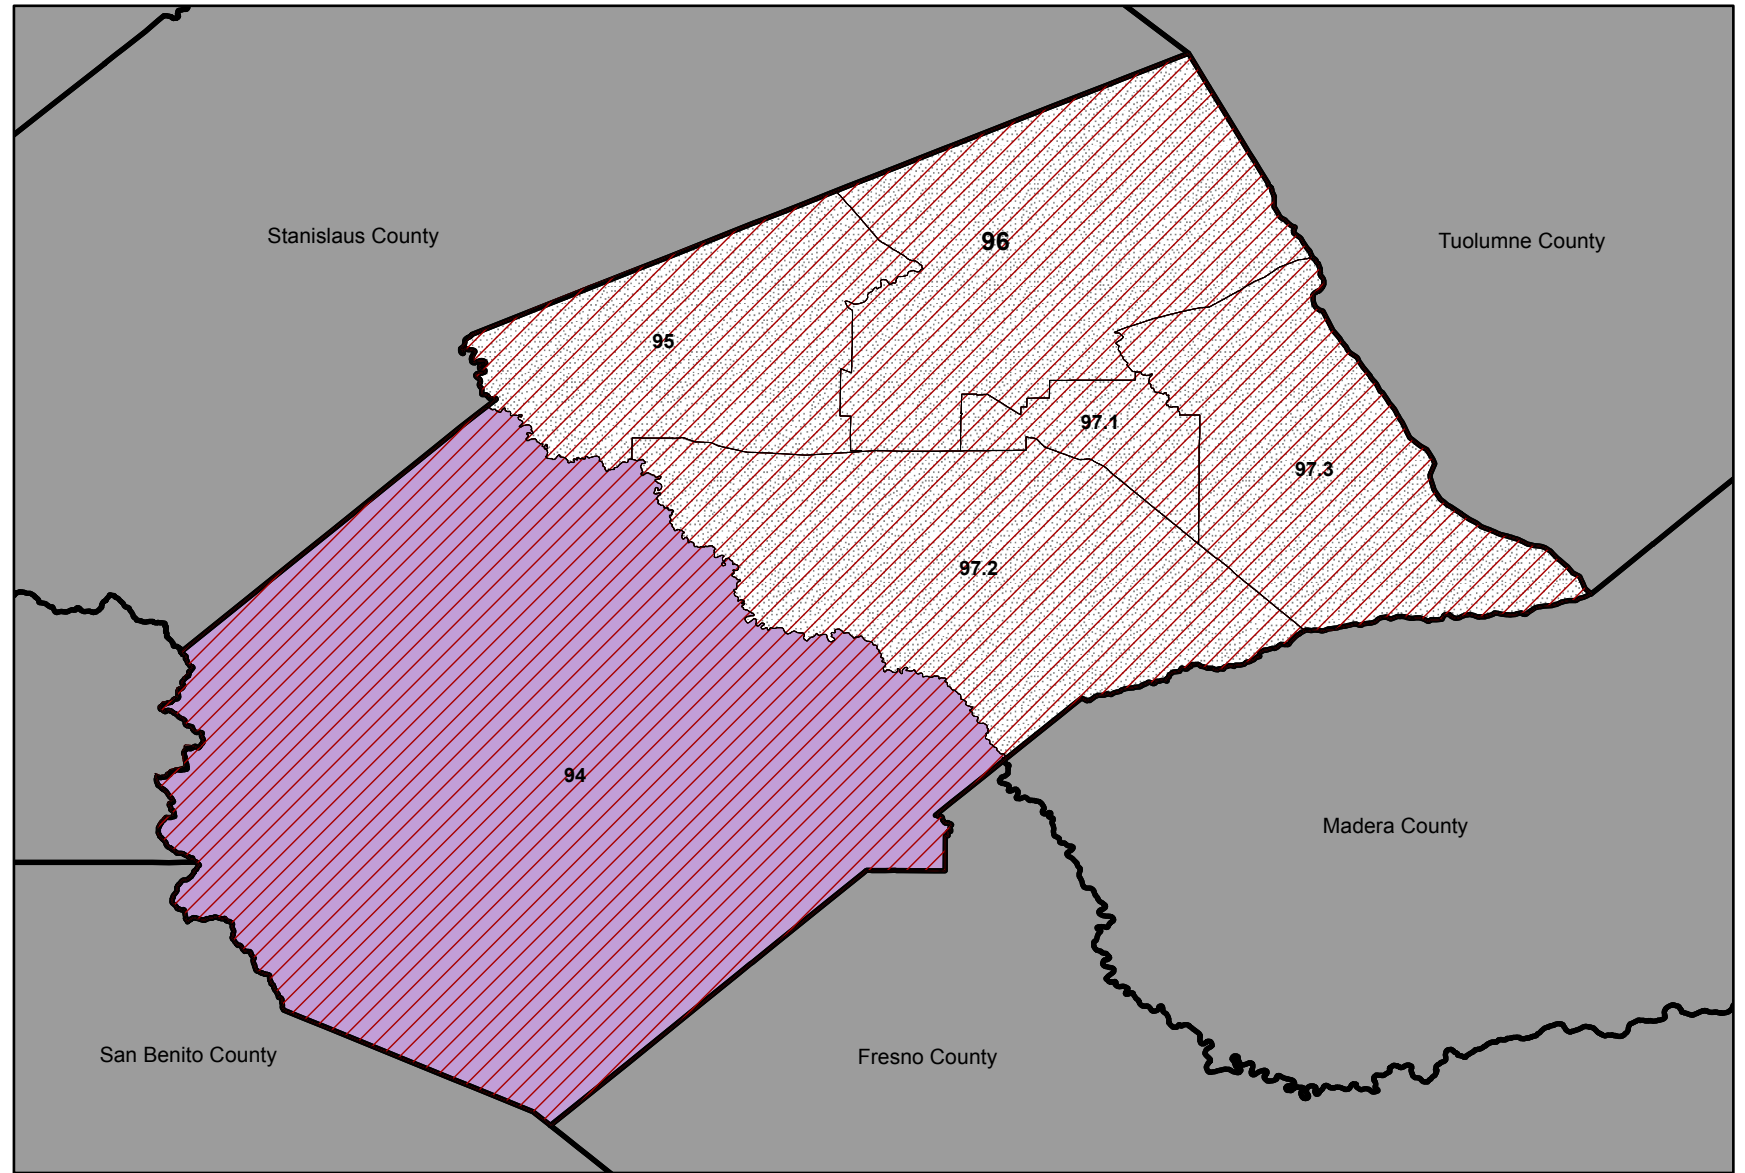 Stanislaus County
96
Tuolumne County
95
97.1
97.3
97.2
94
Madera County
San Benito County
Fresno County